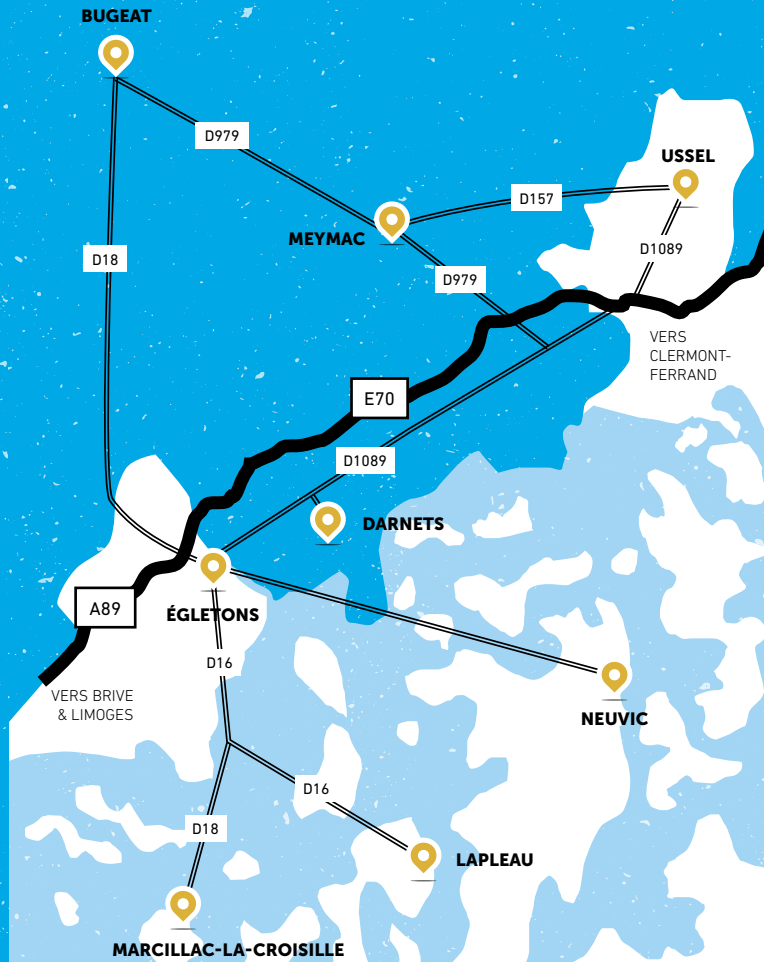 BUGEAT
D979
USSEL
D157
MEYMAC
D1089
D18
D979
VERS
CLERMONT-
FERRAND
E70
D1089
DARNETS
A89
ÉGLETONS
D16
VERS BRIVE
& LIMOGES
NEUVIC
D16
D18
LAPLEAU
MARCILLAC-LA-CROISILLE